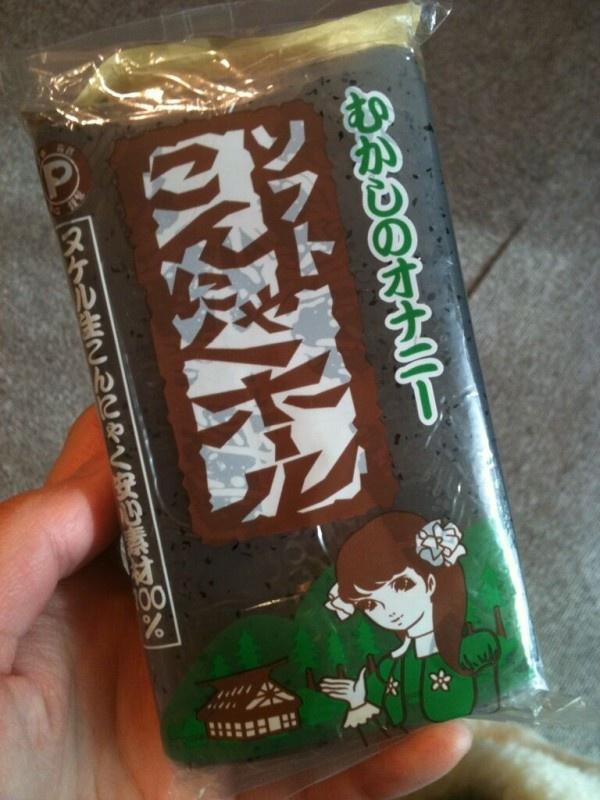 むかしのオナニー
ソフト
こんにゃくホール
ヌケル生こんにゃく安心素材100%
P